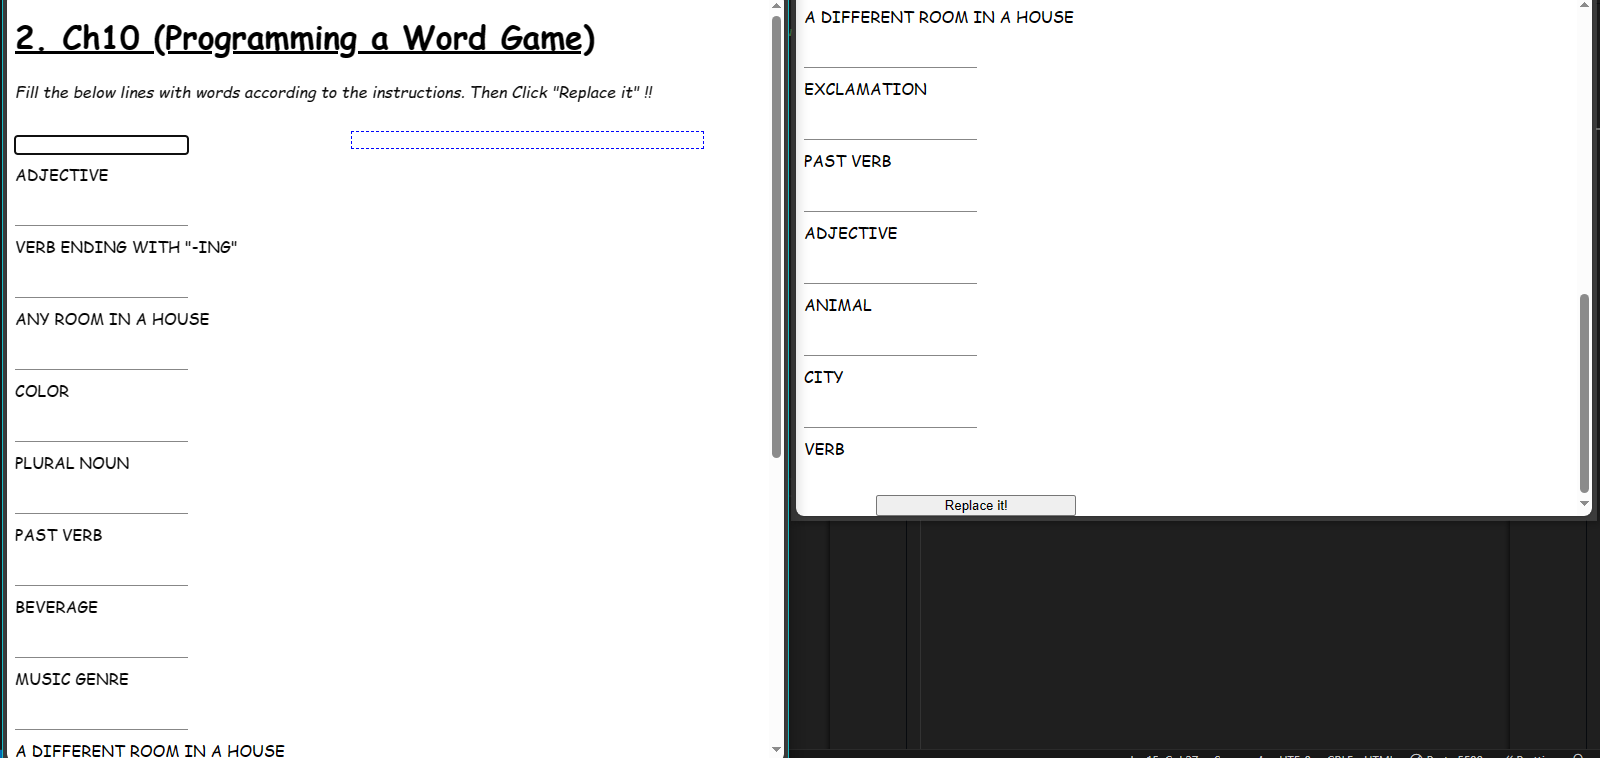 2. Ch10 (Programming a Word Game)
Fill the below lines with words according to the instructions. Then Click "Replace it" !!
ADJECTIVE
VERB ENDING WITH "-ING"
ANY ROOM IN A HOUSE
COLOR
PLURAL NOUN
PAST VERB
BEVERAGE
MUSIC GENRE
A DIFFERENT ROOM IN A HOUSE
A DIFFERENT ROOM IN A HOUSE
EXCLAMATION
PAST VERB
ADJECTIVE
ANIMAL
CITY
VERB
Replace it!